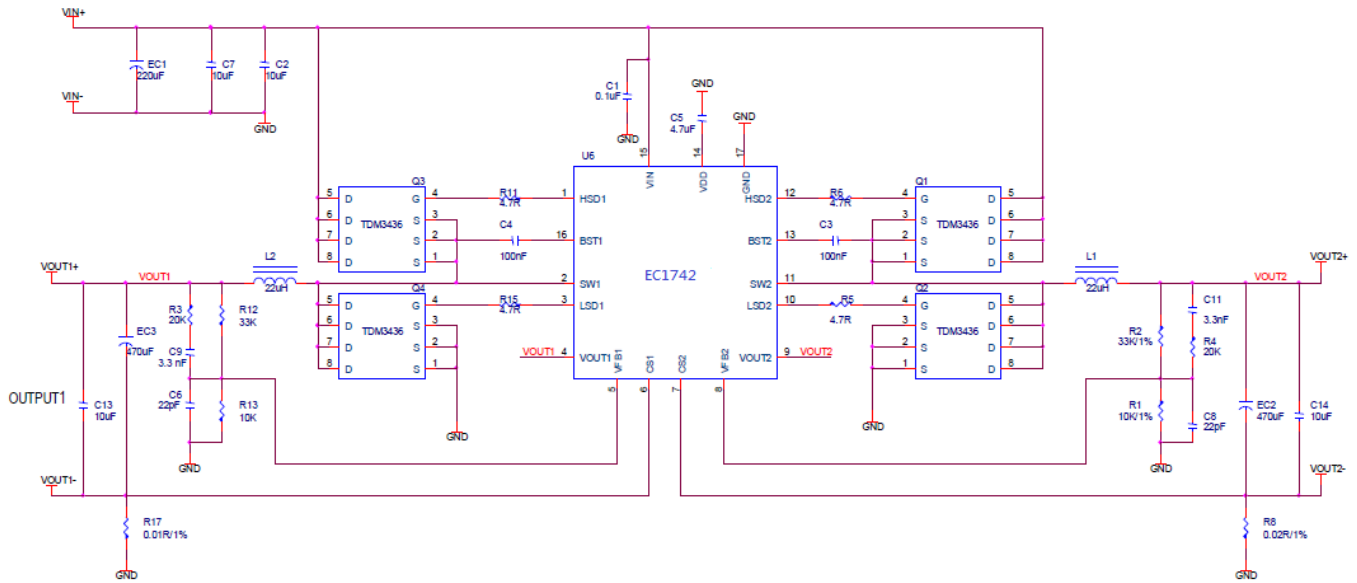 VIN+
EC1
220uF
C7
10uF
C2
10uF
VIN-
GND
C1
0.1uF
GND
GND
C5
4.7uF
GND
U6
15
14
17
VIN
VDD
GND
Q3
5
6
7
8
D
D
D
D
TDM3436
G
S
S
S
4
3
2
1
R11
4.7R
C4
100nF
1
16
2
3
4
HSD1
BST1
SW1
LSD1
VOUT1
EC1742
HSD2
BST2
SW2
LSD2
VOUT2
12
13
11
10
9
R6
4.7R
C3
100nF
Q1
4
3
2
1
G
S
S
S
TDM3436
D
D
D
D
5
6
7
8
VOUT1+
VOUT1
L2
22uH
Q4
5
6
7
8
D
D
D
D
TDM3436
G
S
S
S
4
3
2
1
R15
4.7R
R5
4.7R
Q2
4
3
2
1
G
S
S
S
TDM3436
D
D
D
D
5
6
7
8
L1
22uH
VOUT2
VOUT2+
VOUT1
VOUT2
VFB1
CS1
CS2
VFB2
5
6
7
8
R3
20K
R12
33K
EC3
470uF
C9
3.3 nF
C6
22pF
R13
10K
OUTPUT1
C13
10uF
GND
GND
GND
C11
3.3nF
R2
33K/1%
R4
20K
R1
10K/1%
C8
22pF
EC2
470uF
C14
10uF
GND
VOUT1-
VOUT2-
R17
0.01R/1%
GND
R8
0.02R/1%
GND